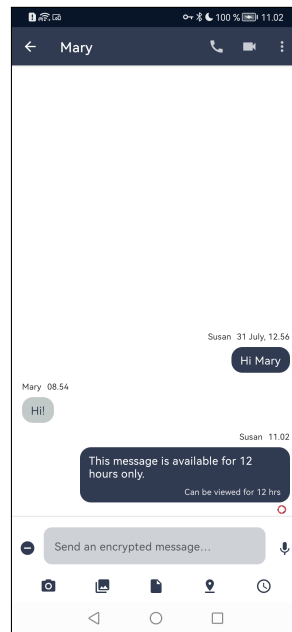 100 % 11.02
Mary
Susan 31 July, 12.56
Hi Mary
Mary 08.54
Hi!
Susan 11.02
This message is available for 12
hours only.
Can be viewed for 12 hrs
Send an encrypted message...